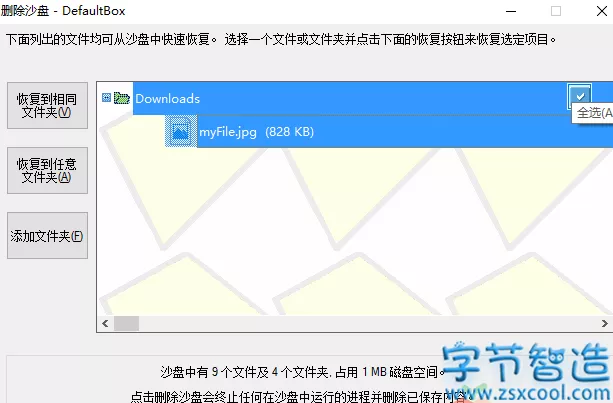 删除沙盘 - DefaultBox
下面列出的文件均可从沙盘中快速恢复。 选择一个文件或文件夹并点击下面的恢复按钮来恢复选定项目。
恢复到相同
文件夹(V)
恢复到任意
文件夹(A)
添加文件夹(F)
Downloads
全选(A
myFile.jpg (828 KB)
沙盘中有 9 个文件及 4 个文件夹. 占用 1 MB 磁盘空间。
点击删除沙盘会终止任何在沙盘中运行的进程并删除已保存内容
字节智造
www.zsxcool.com